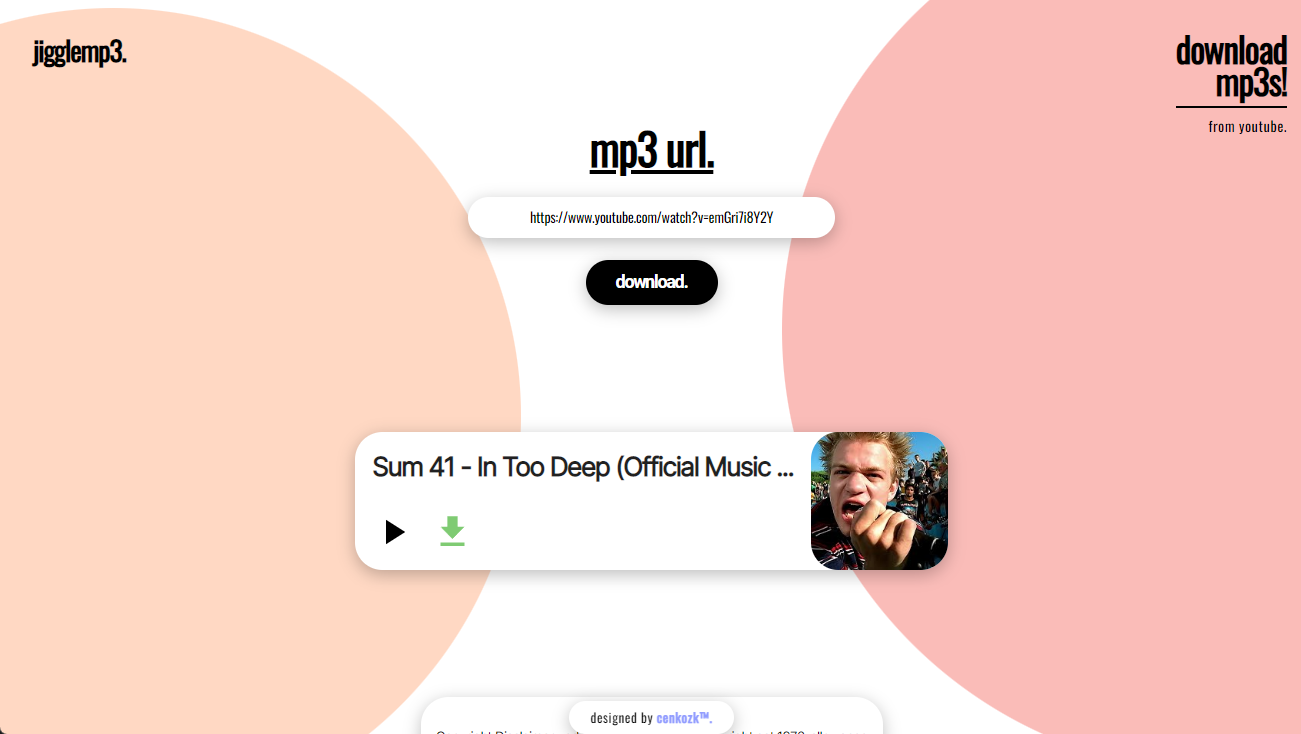 jigglemp3.
download
mp3s!
from youtube.
mp3 url.
https://www.youtube.com/watch?v=emGri7i8Y2Y
download.
Sum 41 - In Too Deep (Official Music ...
designed by cenkozk™.